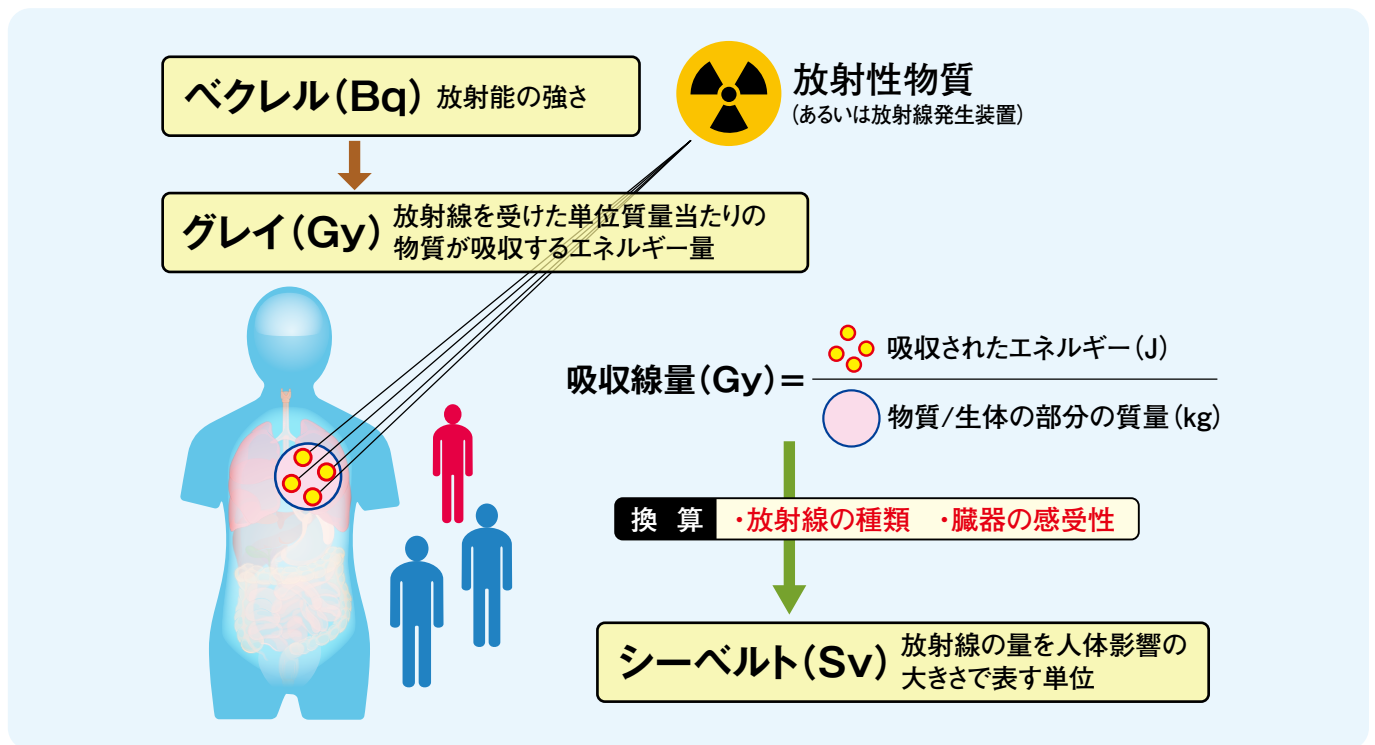 ベクレル(Bq) 放射能の強さ
放射性物質
(あるいは放射線発生装置)
グレイ(Gy) 放射線を受けた単位質量当たりの
物質が吸収するエネルギー量
吸収線量(Gy)=
吸収されたエネルギー(J)
物質/生体の部分の質量(kg)
換 算 ・放射線の種類 ・臓器の感受性
シーベルト(Sv) 放射線の量を人体影響の
大きさで表す単位